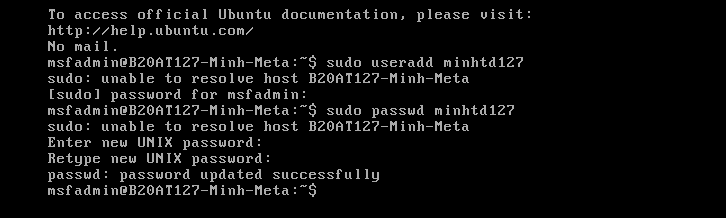 To access official Ubuntu documentation, please visit:
http://help.ubuntu.com/
No mail.
msfadmin@B20AT127-Minh-Meta:~$ sudo useradd minhtd127
sudo: unable to resolve host B20AT127-Minh-Meta
[sudo] password for msfadmin:
msfadmin@B20AT127-Minh-Meta:~$ sudo passwd minhtd127
sudo: unable to resolve host B20AT127-Minh-Meta
Enter new UNIX password:
Retype new UNIX password:
passwd: password updated successfully
msfadmin@B20AT127-Minh-Meta:~$